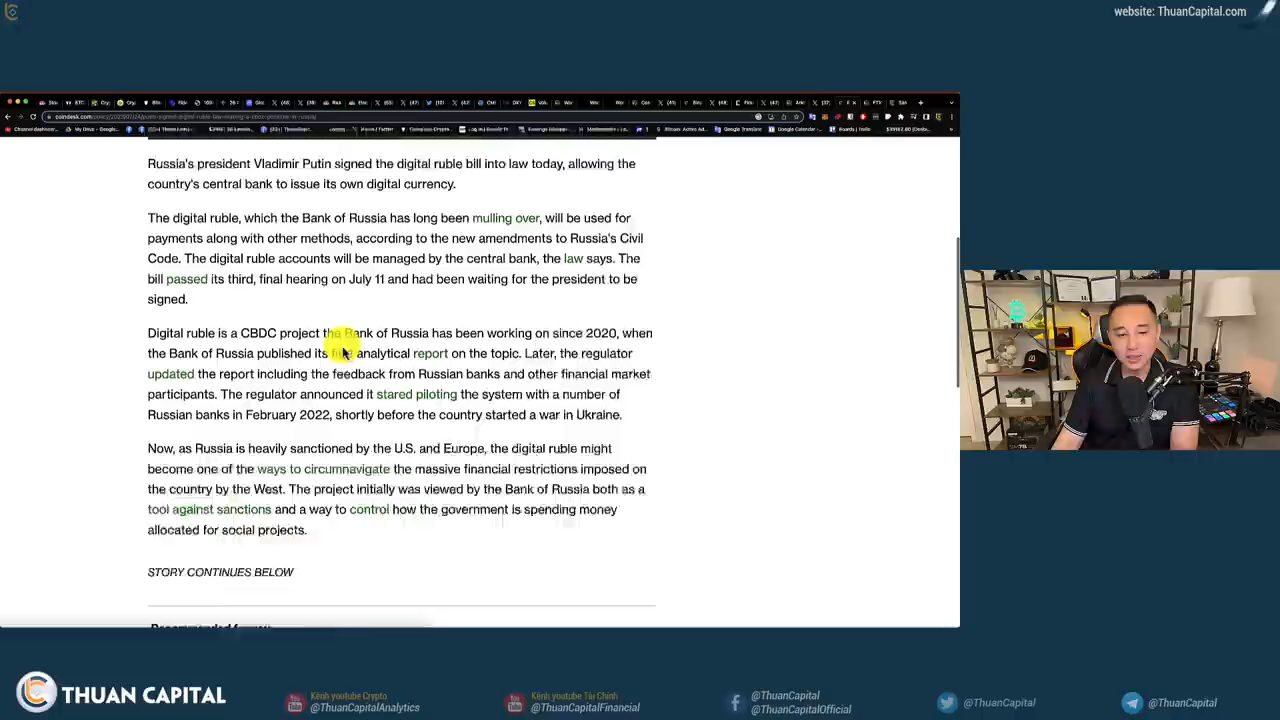 website: ThuanCapital.com
Russia's president Vladimir Putin signed the digital ruble bill into law today, allowing the
country's central bank to issue its own digital currency.
The digital ruble, which the Bank of Russia has long been mulling over, will be used for
payments along with other methods, according to the new amendments to Russia's Civil
Code. The digital ruble accounts will be managed by the central bank, the law says. The
bill passed its third, final hearing on July 11 and had been waiting for the president to be
signed.
Digital ruble is a CBDC project the Bank of Russia has been working on since 2020, when
the Bank of Russia published its first analytical report on the topic. Later, the regulator
updated the report including the feedback from Russian banks and other financial market
participants. The regulator announced it stared piloting the system with a number of
Russian banks in February 2022, shortly before the country started a war in Ukraine.
Now, as Russia is heavily sanctioned by the U.S. and Europe, the digital ruble might
become one of the ways to circumnavigate the massive financial restrictions imposed on
the country by the West. The project initially was viewed by the Bank of Russia both as a
tool against sanctions and a way to control how the government is spending money
allocated for social projects.
STORY CONTINUES BELOW
THUAN CAPITAL
Kênh youtube Crypto
@ThuanCapitalAnalytics
Kênh youtube Tài Chính
@ThuanCapitalFinancial
@ThuanCapital
@ThuanCapitalOfficial
@ThuanCapital
@ThuanCapital